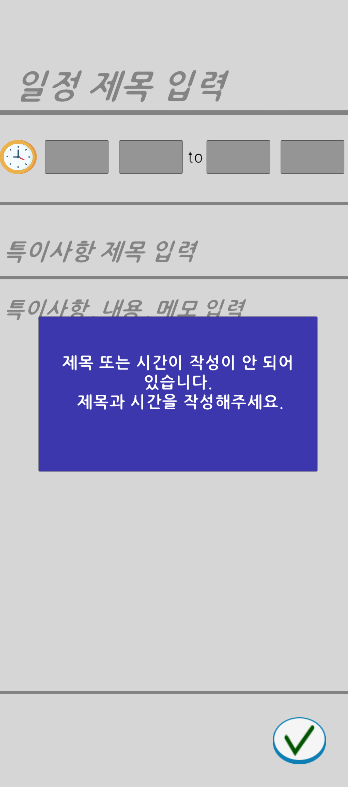 일정 제목 입력
to
특이사항 제목 입력
특이사항, 내용, 메모 입력
제목 또는 시간이 작성이 안 되어
있습니다.
제목과 시간을 작성해주세요.